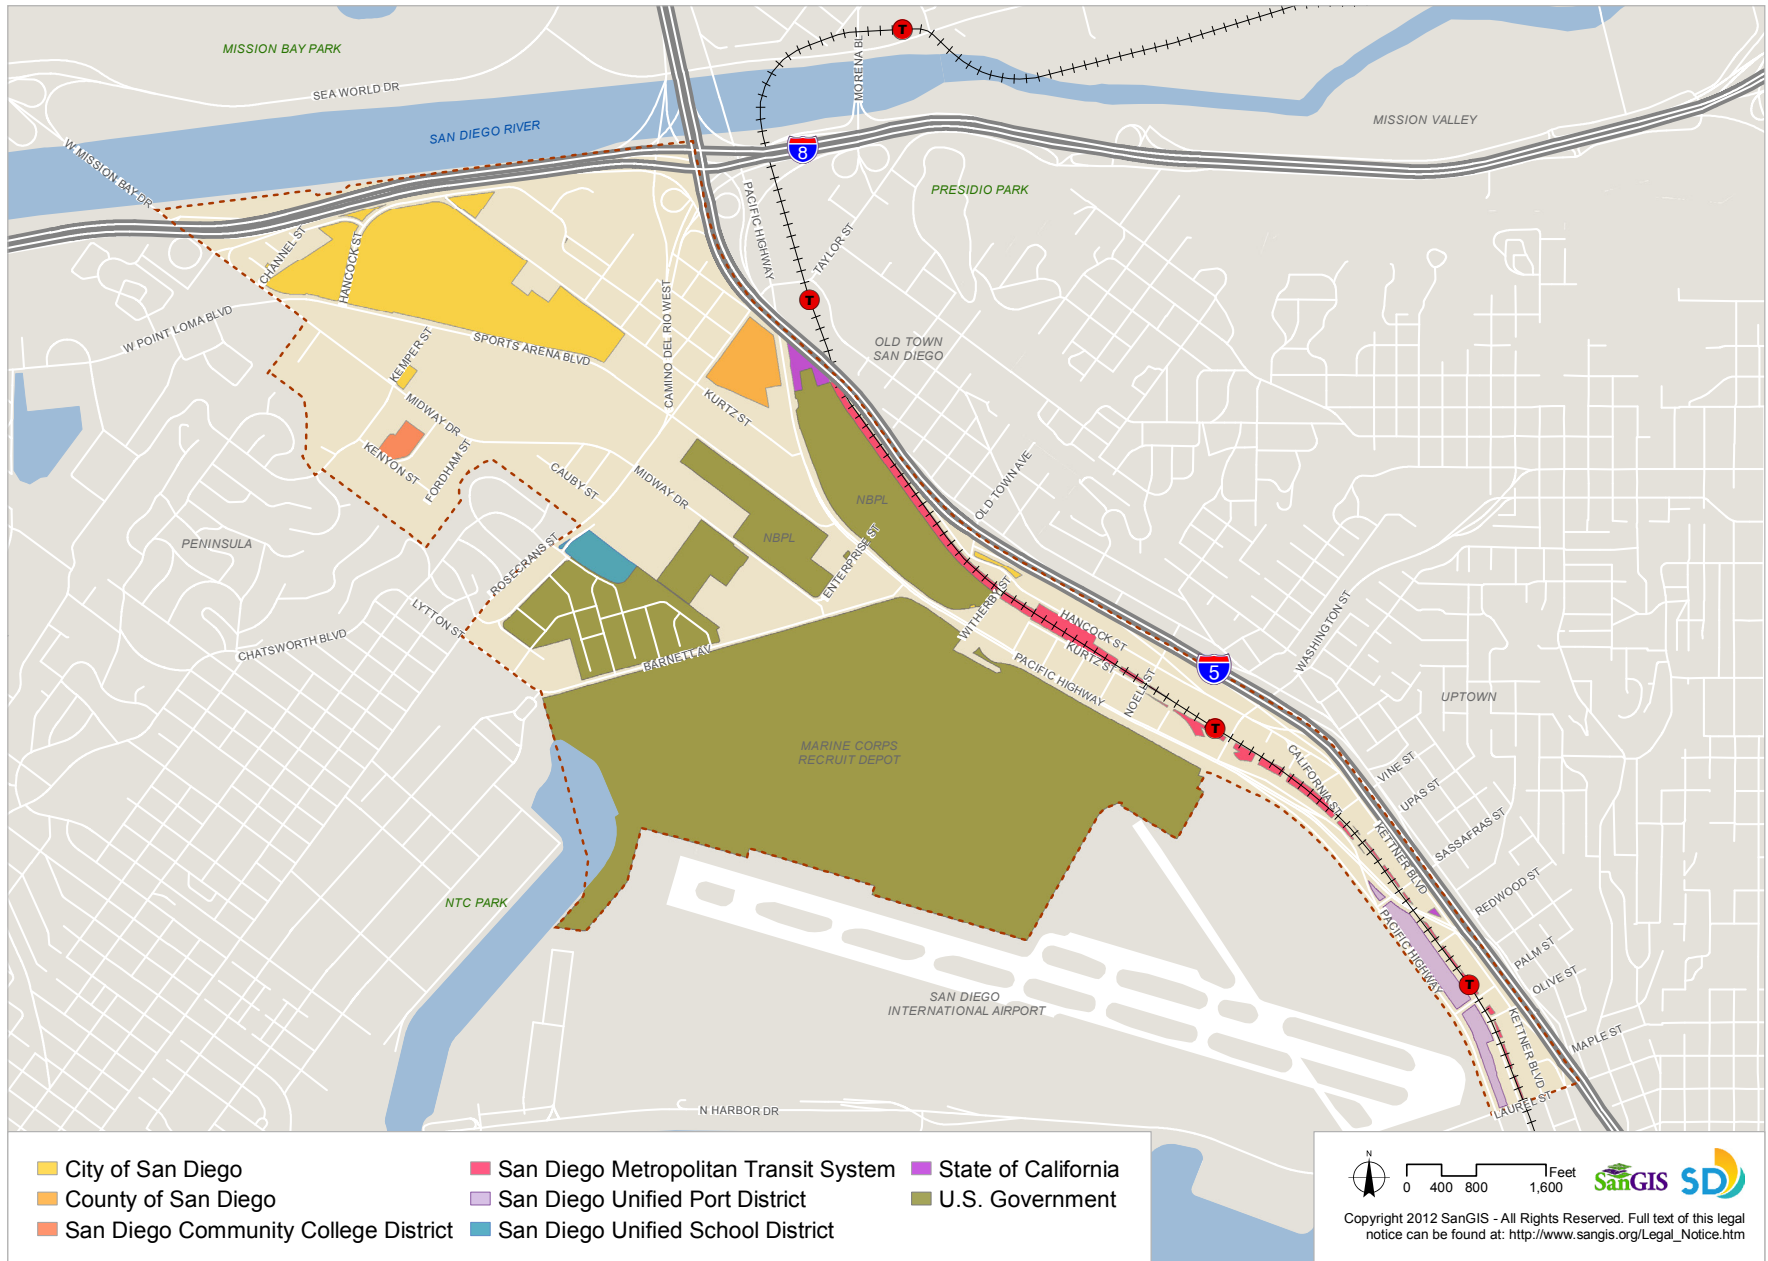 MISSION BAY PARK
SEA WORLD DR
SAN DIEGO RIVER
W MISSION BAY DR
MORENA BL
T
8
MISSION VALLEY
PRESIDIO PARK
PACIFIC HIGHWAY
TAYLOR ST
T
CHANNEL ST
HANCOCK ST
W POINT LOMA BLVD
SPORTS ARENA BLVD
KEMPER ST
CAMINO DEL RIO WEST
OLD TOWN
SAN DIEGO
KURTZ ST
MIDWAY DR
KENYON ST
FORDHAM ST
CAUBY ST
MIDWAY DR
NBPL
NBPL
OLD TOWN AVE
ENTERPRISE ST
PENINSULA
ROSECRANS ST
LYTTON ST
CHATSWORTH BLVD
BARNETT AV
WITHERBY ST
HANCOCK ST
KURTZ ST
PACIFIC HIGHWAY
NOELL ST
WASHINGTON ST
5
UPTOWN
T
MARINE CORPS
RECRUIT DEPOT
CALIFORNIA ST
VINE ST
UPAS ST
SASSAFRAS ST
KETTNER BLVD
REDWOOD ST
PACIFIC HIGHWAY
PALM ST
OLIVE ST
T
KETTNER BLVD
MAPLE ST
LAUREL ST
NTC PARK
SAN DIEGO
INTERNATIONAL AIRPORT
N HARBOR DR
City of San Diego
County of San Diego
San Diego Community College District
San Diego Metropolitan Transit System
San Diego Unified Port District
San Diego Unified School District
State of California
U.S. Government
N
Feet
0 400 800 1,600
SanGIS
SD
Copyright 2012 SanGIS - All Rights Reserved. Full text of this legal
notice can be found at: http://www.sangis.org/Legal_Notice.htm